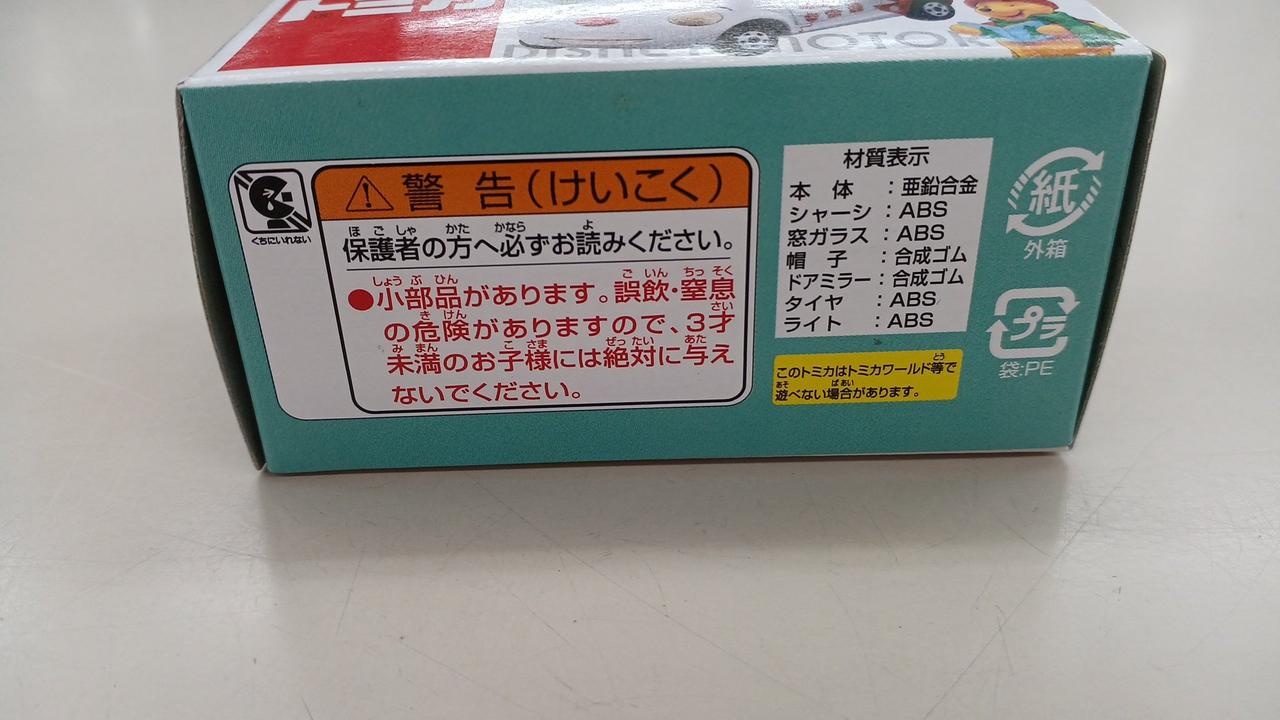 トミカ
警 告(けいこく)
保護者の方へ必ずお読みください。
ほごしゃ かた かなら よ
●小部品があります。誤飲・窒息
しょうぶひん ごいん ちっそく
の危険がありますので、3才
きけん さい
未満のお子様には絶対に与え
みまん こさま ぜったい あた
ないでください。
くちにいれない
材質表示
本 体 :亜鉛合金
シャーシ:ABS
窓ガラス:ABS
帽 子 :合成ゴム
ドアミラー:合成ゴム
タイヤ :ABS
ライト :ABS
このトミカはトミカワールド等で
とう
遊べない場合があります。
あそ ばあい
紙
外箱
プラ
袋:PE